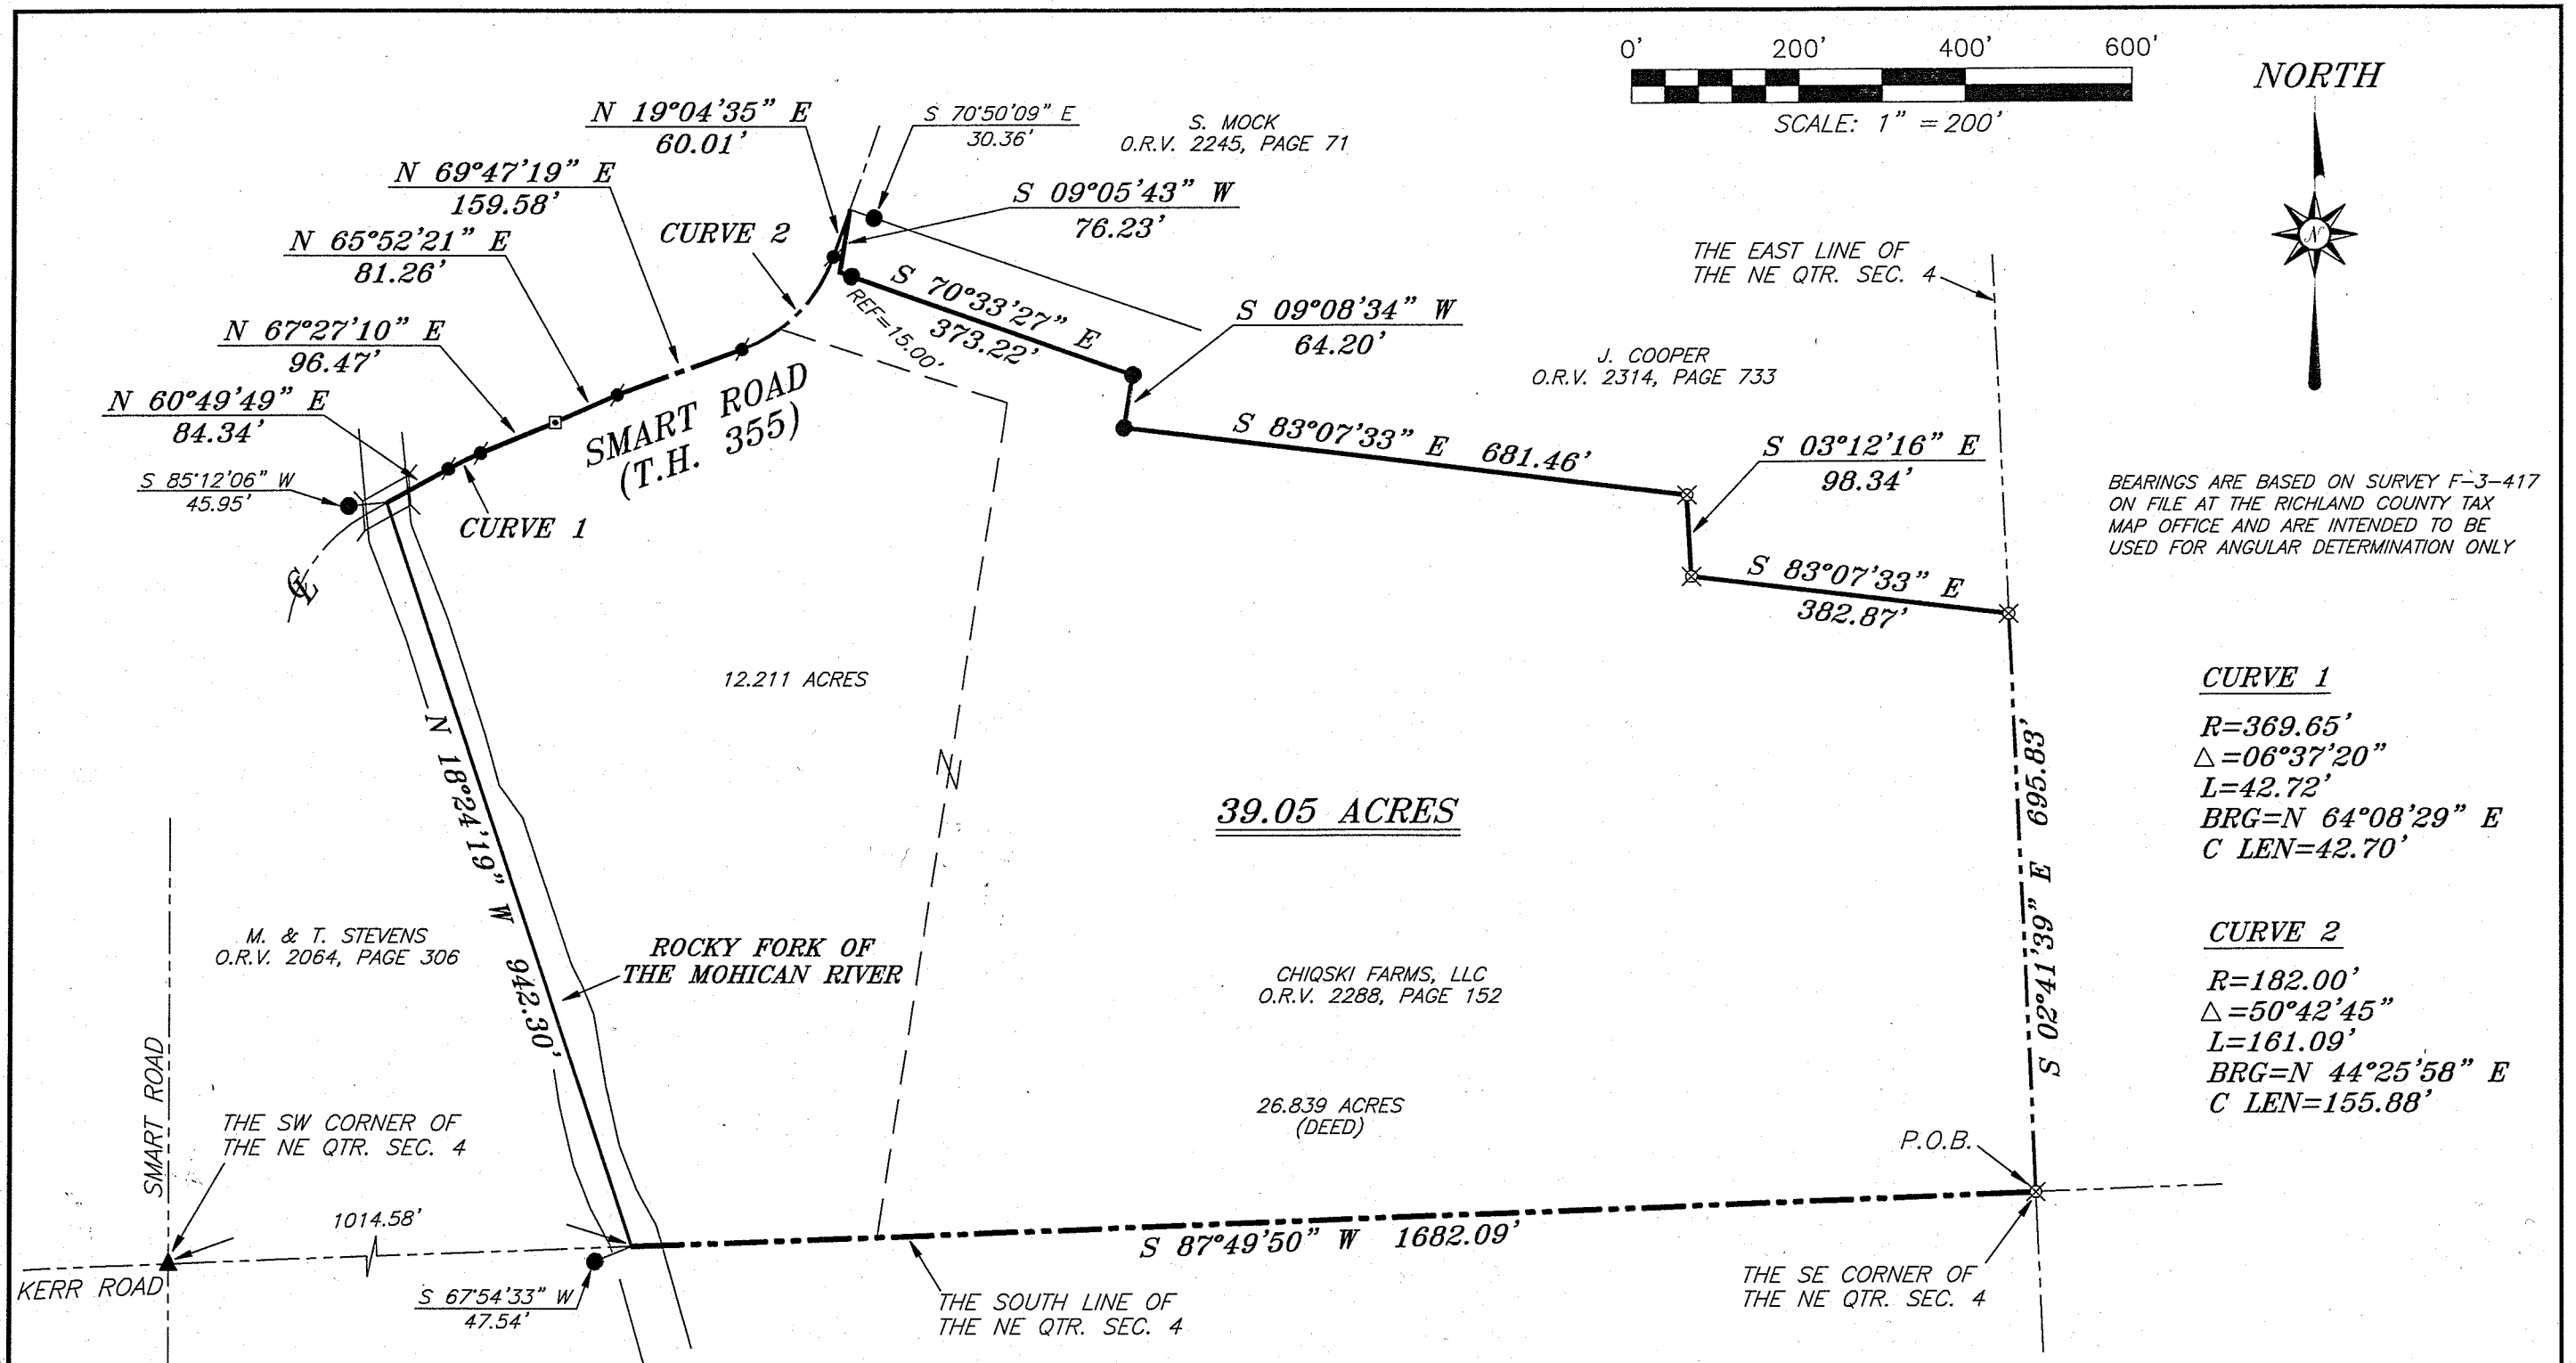 0' 200' 400' 600'
SCALE: 1" = 200'
NORTH
N
N 19°04'35" E
60.01'
S 70°50'09" E
30.36'
S. MOCK
O.R.V. 2245, PAGE 71
N 69°47'19" E
159.58'
S 09°05'43" W
76.23'
CURVE 2
N 65°52'21" E
81.26'
THE EAST LINE OF
THE NE QTR. SEC. 4
S 70°33'27" E
373.22'
REF=15.00'
S 09°08'34" W
64.20'
N 67°27'10" E
96.47'
J. COOPER
O.R.V. 2314, PAGE 733
N 60°49'49" E
84.34'
SMART ROAD
(T.H. 355)
S 83°07'33" E 681.46'
S 03°12'16" E
98.34'
S 85°12'06" W
45.95'
CURVE 1
BEARINGS ARE BASED ON SURVEY F-3-417
ON FILE AT THE RICHLAND COUNTY TAX
MAP OFFICE AND ARE INTENDED TO BE
USED FOR ANGULAR DETERMINATION ONLY
CL
S 83°07'33" E
382.87'
12.211 ACRES
N 18°24'19" W 942.30'
S 02°41'39" E 695.83'
39.05 ACRES
CURVE 1
R=369.65'
△=06°37'20"
L=42.72'
BRG=N 64°08'29" E
C LEN=42.70'
M. & T. STEVENS
O.R.V. 2064, PAGE 306
ROCKY FORK OF
THE MOHICAN RIVER
CHIQSKI FARMS, LLC
O.R.V. 2288, PAGE 152
CURVE 2
R=182.00'
△=50°42'45"
L=161.09'
BRG=N 44°25'58" E
C LEN=155.88'
26.839 ACRES
(DEED)
SMART ROAD
THE SW CORNER OF
THE NE QTR. SEC. 4
P.O.B.
1014.58'
S 87°49'50" W 1682.09'
KERR ROAD
S 67°54'33" W
47.54'
THE SOUTH LINE OF
THE NE QTR. SEC. 4
THE SE CORNER OF
THE NE QTR. SEC. 4